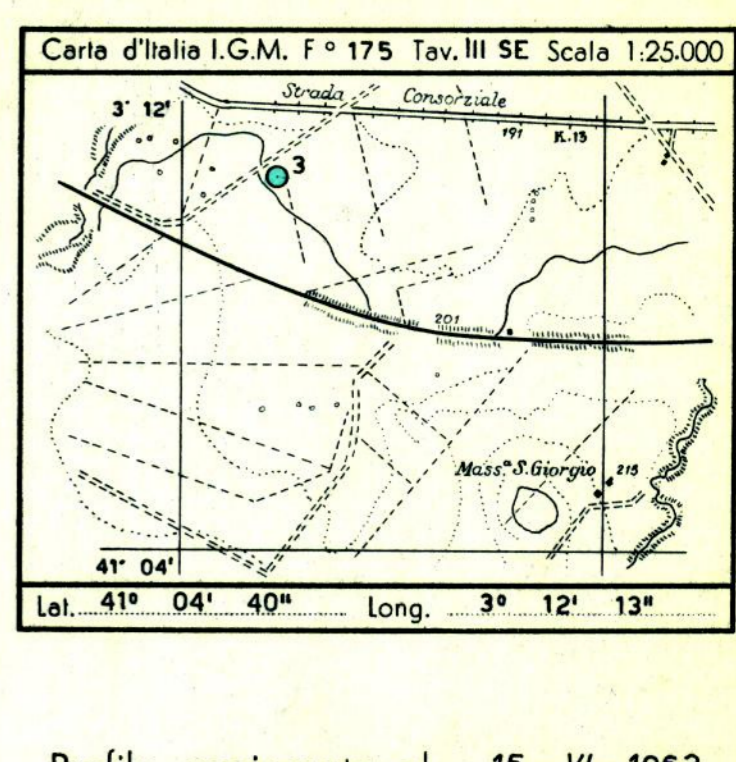 Carta d'Italia I.G.M. F° 175 Tav. III SE Scala 1:25.000
Strada Consorziale
3° 12'
191 K.13
3
201
Mass.ª S. Giorgio 215
41° 04'
Lat. 41° 04' 40" Long. 3° 12' 13"